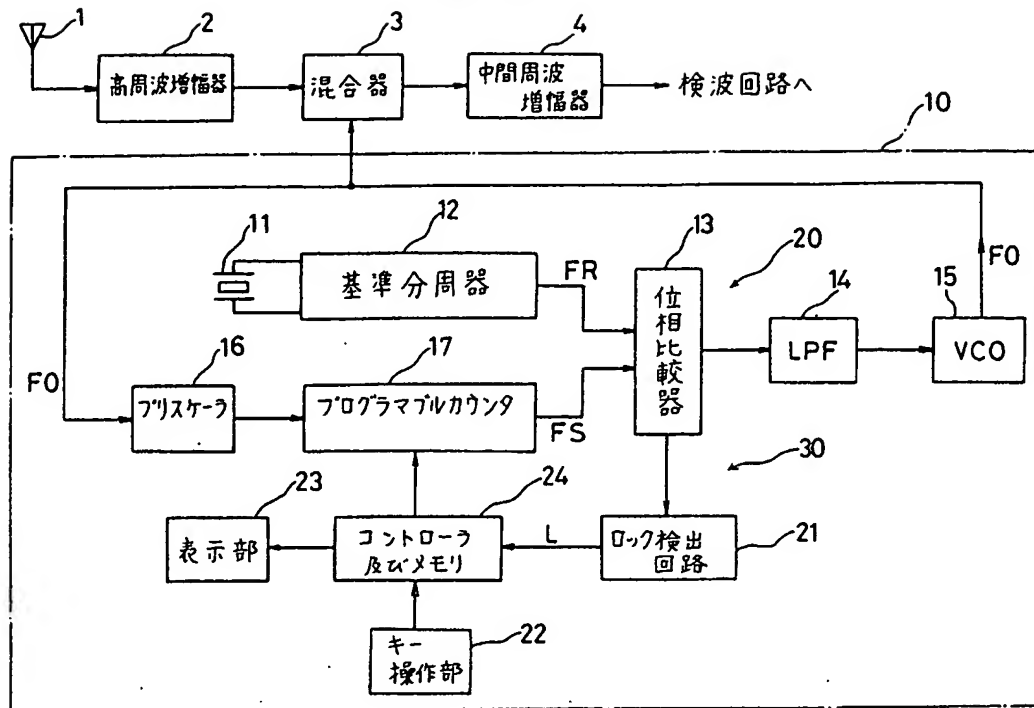 1
2
3
4
高周波増幅器
混合器
中間周波
増幅器
検波回路へ
10
11
12
基準分周器
FR
13
位相比較器
20
14
LPF
15
VCO
FO
FO
16
プリスケーラ
17
プログラマブルカウンタ
FS
30
23
表示部
24
コントローラ
及びメモリ
L
ロック検出
回路
21
キー
操作部
22